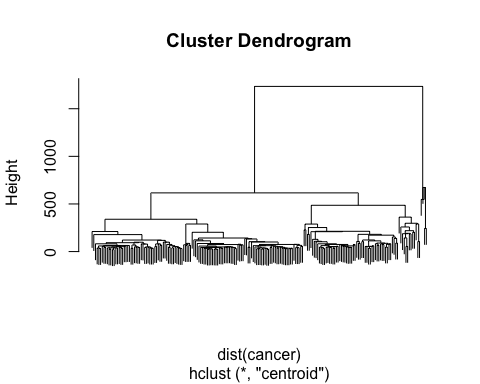 Cluster Dendrogram
Height
1000
500
0
dist(cancer)
hclust (*, "centroid")